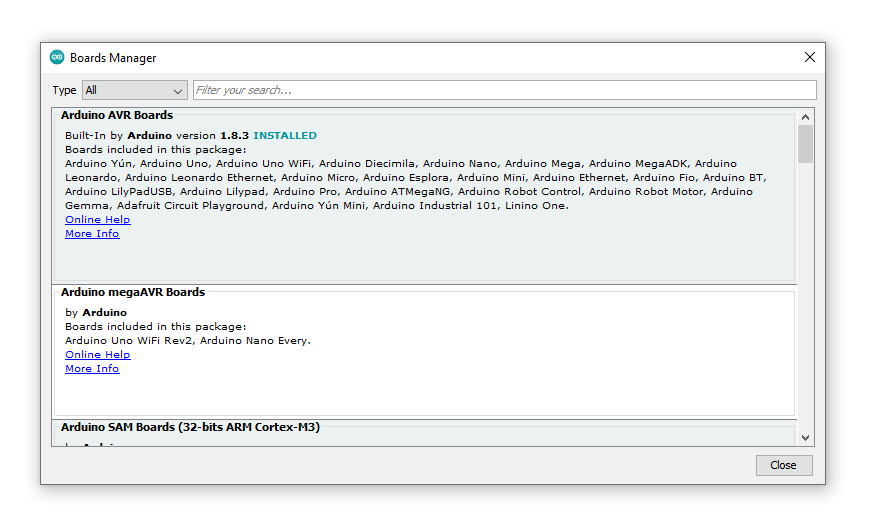 Boards Manager
Type All Filter your search...
Arduino AVR Boards
Built-In by Arduino version 1.8.3 INSTALLED
Boards included in this package:
Arduino Yún, Arduino Uno, Arduino Uno WiFi, Arduino Diecimila, Arduino Nano, Arduino Mega, Arduino MegaADK, Arduino
Leonardo, Arduino Leonardo Ethernet, Arduino Micro, Arduino Esplora, Arduino Mini, Arduino Ethernet, Arduino Fio, Arduino BT,
Arduino LilyPadUSB, Arduino Lilypad, Arduino Pro, Arduino ATMegaNG, Arduino Robot Control, Arduino Robot Motor, Arduino
Gemma, Adafruit Circuit Playground, Arduino Yún Mini, Arduino Industrial 101, Linino One.
Online Help
More Info
Arduino megaAVR Boards
by Arduino
Boards included in this package:
Arduino Uno WiFi Rev2, Arduino Nano Every.
Online Help
More Info
Arduino SAM Boards (32-bits ARM Cortex-M3)
Close